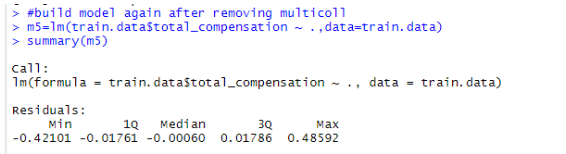 > #build model again after removing multicoll
> m5=lm(train.data$total_compensation ~ .,data=train.data)
> summary(m5)
Call:
lm(formula = train.data$total_compensation ~ ., data = train.data)
Residuals:
Min 1Q Median 3Q Max
-0.42101 -0.01761 -0.00060 0.01786 0.48592